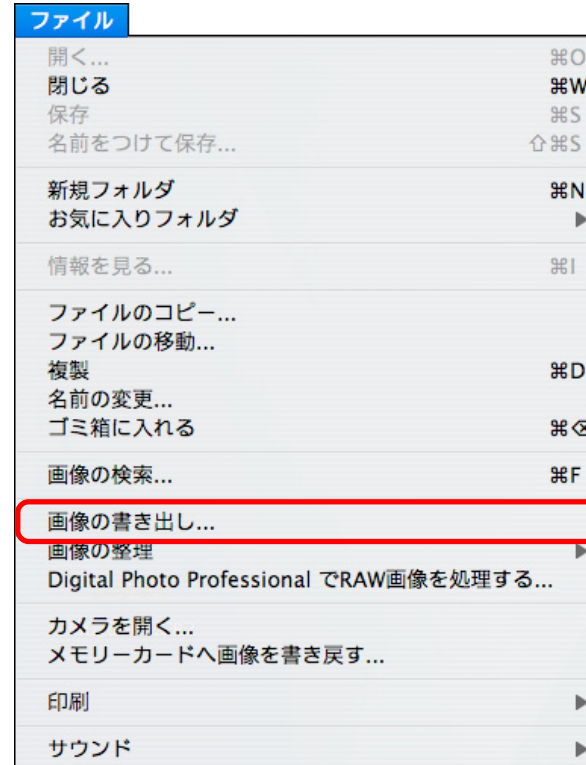 ファイル
開く... ⌘O
閉じる ⌘W
保存 ⌘S
名前をつけて保存... ⇧⌘S
新規フォルダ ⌘N
お気に入りフォルダ ▶
情報を見る... ⌘I
ファイルのコピー...
ファイルの移動...
複製 ⌘D
名前の変更...
ゴミ箱に入れる ⌘⌫
画像の検索... ⌘F
画像の書き出し...
画像の整理 ▶
Digital Photo Professional でRAW画像を処理する...
カメラを開く...
メモリーカードへ画像を書き戻す...
印刷 ▶
サウンド ▶